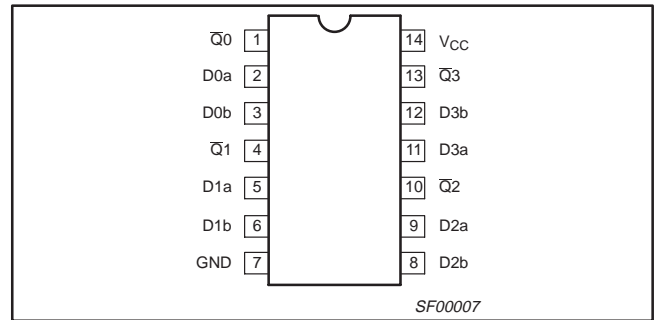 Q̅0 1 14 VCC
D0a 2 13 Q̅3
D0b 3 12 D3b
Q̅1 4 11 D3a
D1a 5 10 Q̅2
D1b 6 9 D2a
GND 7 8 D2b
SF00007